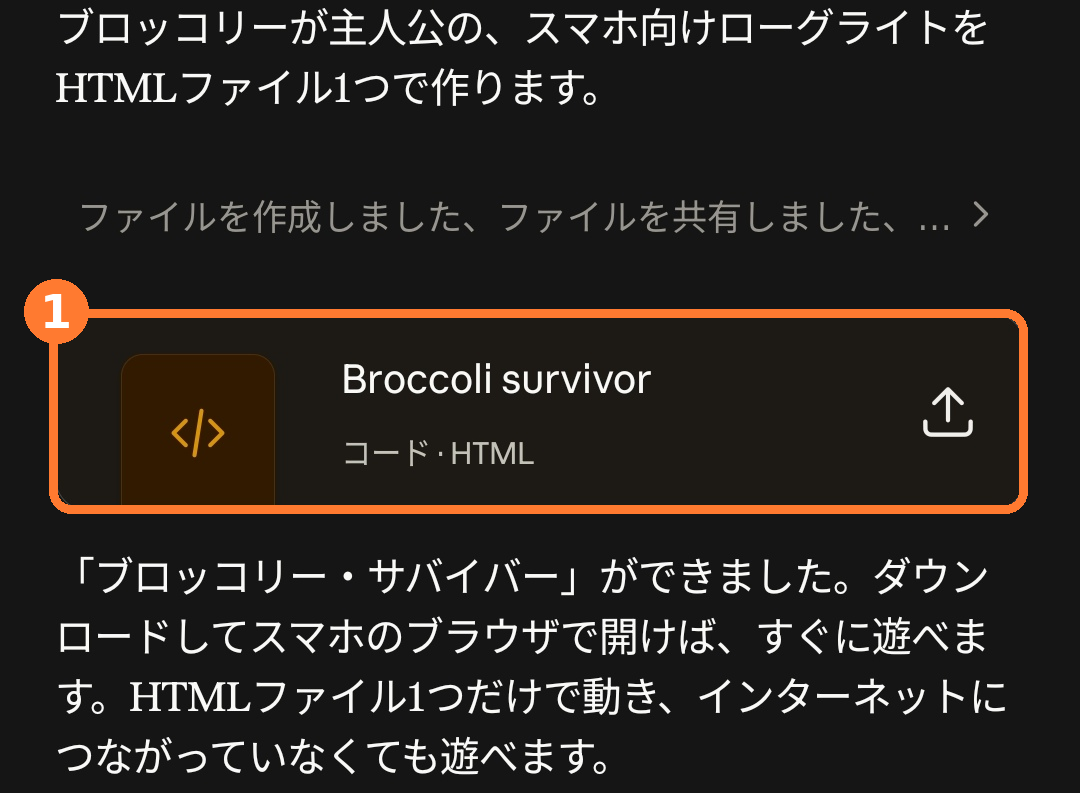 ブロッコリーが主人公の、スマホ向けローグライトを
HTMLファイル1つで作ります。
ファイルを作成しました、ファイルを共有しました、...
1
Broccoli survivor
コード · HTML
「ブロッコリー・サバイバー」ができました。ダウン
ロードしてスマホのブラウザで開けば、すぐに遊べま
す。HTMLファイル1つだけで動き、インターネットに
つながっていなくても遊べます。